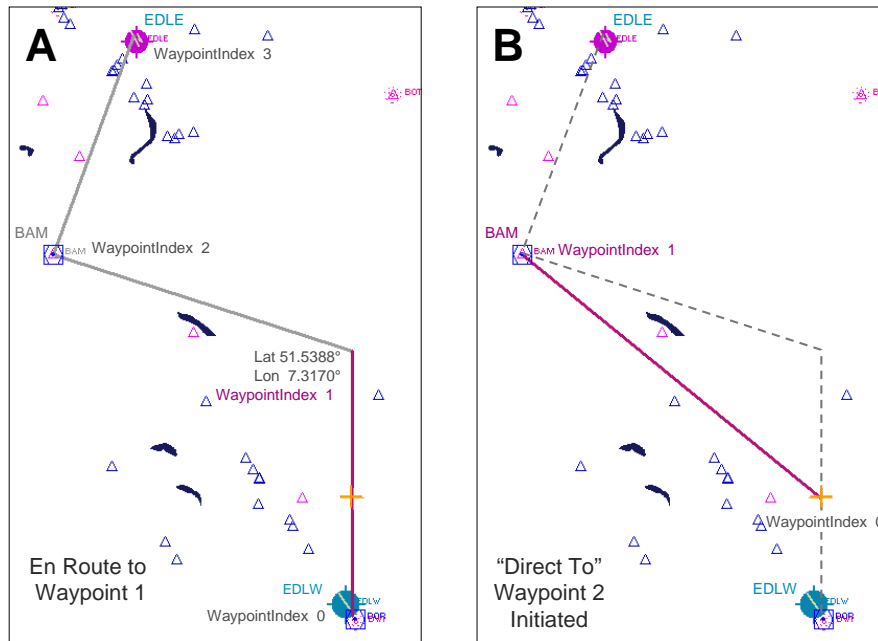 A
EDLE
EDLE
WaypointIndex 3
BOT
BAM
BAM
WaypointIndex 2
Lat 51.5388°
Lon 7.3170°
WaypointIndex 1
En Route to
Waypoint 1
EDLW
EDLW
WaypointIndex 0
B
EDLE
EDLE
BAM
BAM
WaypointIndex 1
WaypointIndex 0
“Direct To”
Waypoint 2
Initiated
EDLW
EDLW